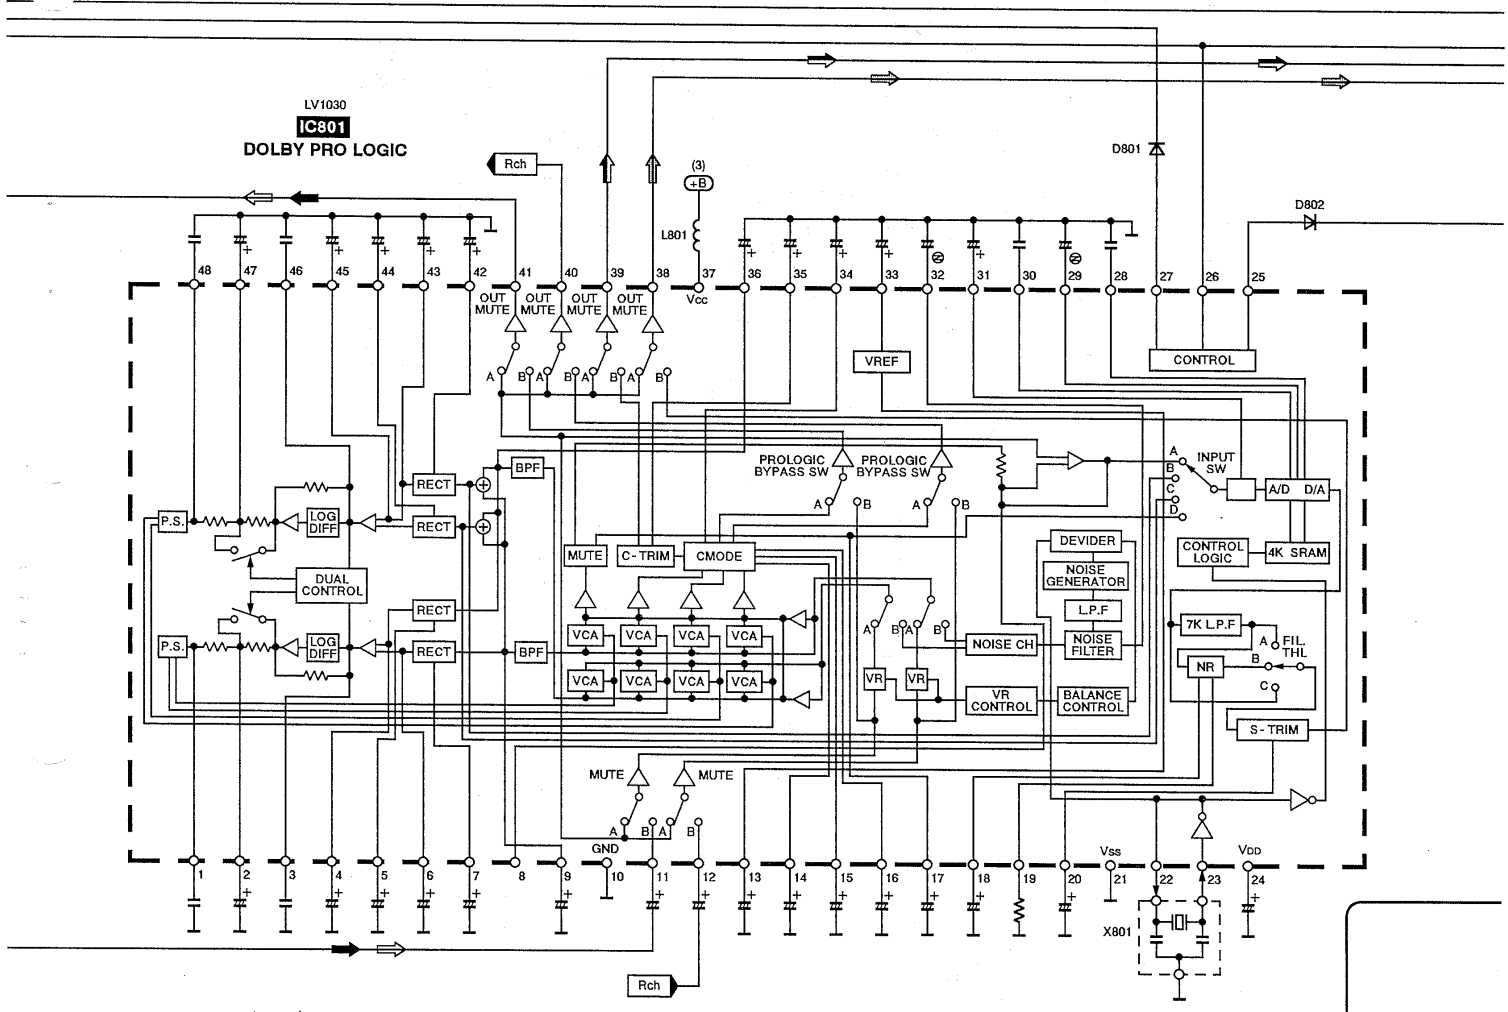 LV1030
IC801
DOLBY PRO LOGIC
Rch
(3)
+B
L801
D801
D802
48 47 46 45 44 43 42 41 40 39 38 37 36 35 34 33 32 31 30 29 28 27 26 25
+ + + + + + + + + + +
OUT MUTE OUT MUTE OUT MUTE OUT MUTE
Vcc
A B A B A B A B
VREF
CONTROL
PROLOGIC BYPASS SW
PROLOGIC BYPASS SW
A B A B
INPUT SW
A
B
C
D
A/D D/A
RECT
BPF
P.S.
LOG DIFF
RECT
MUTE
C-TRIM
CMODE
DEVIDER
CONTROL LOGIC
4K SRAM
DUAL CONTROL
NOISE GENERATOR
RECT
L.P.F
7K L.P.F
FIL THL
A
B
C
P.S.
LOG DIFF
RECT
BPF
VCA VCA VCA VCA
A B A B
NOISE CH
NOISE FILTER
NR
VCA VCA VCA VCA
VR
VR
VR CONTROL
BALANCE CONTROL
S-TRIM
MUTE
MUTE
A B A B
GND
Vss
VDD
1 2 3 4 5 6 7 8 9 10 11 12 13 14 15 16 17 18 19 20 21 22 23 24
+ + + + + + + + + + + + + + + +
X801
Rch